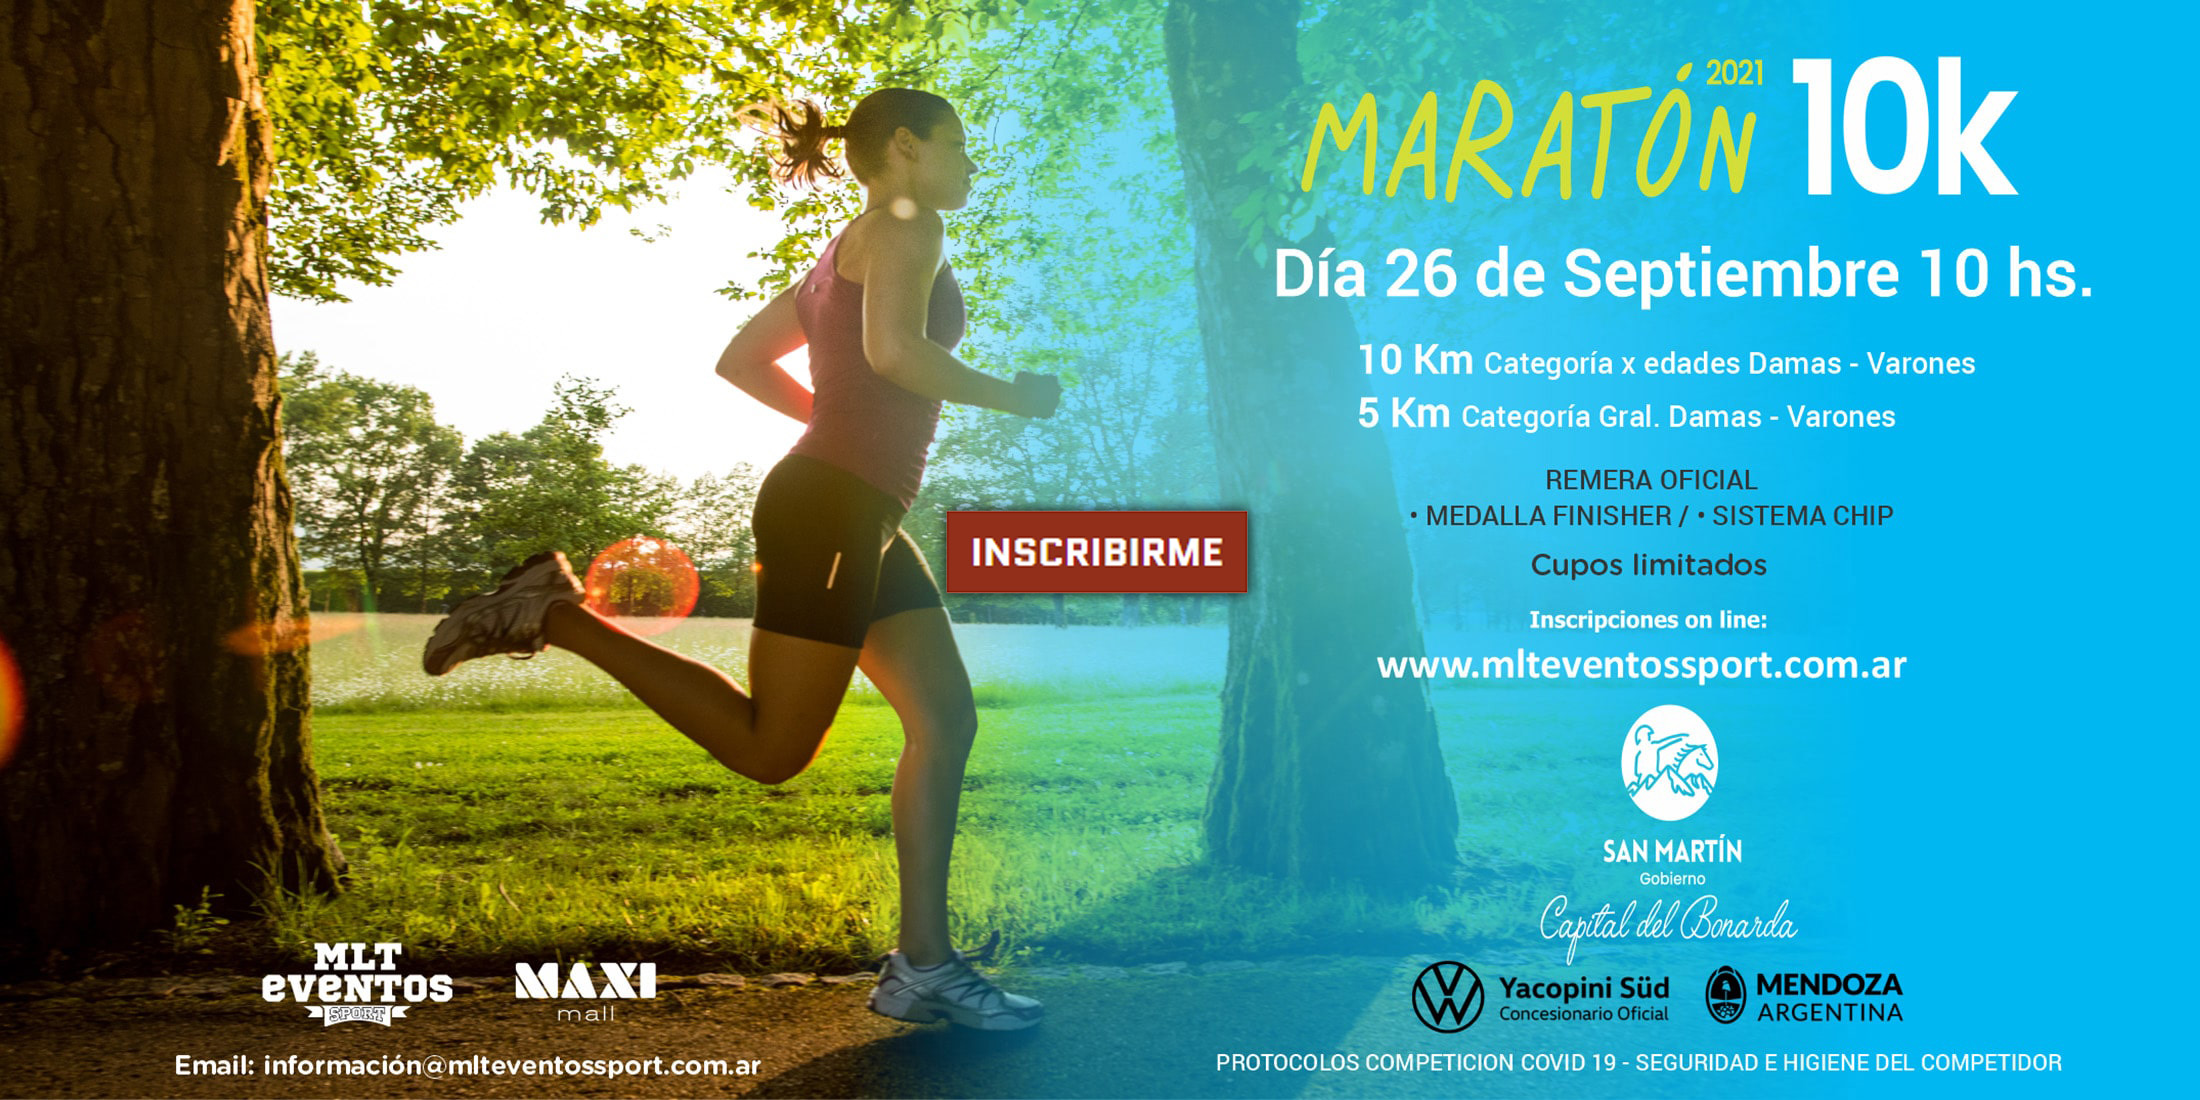 2021
MARATÓN 10k
Día 26 de Septiembre 10 hs.
10 Km Categoría x edades Damas - Varones
5 Km Categoría Gral. Damas - Varones
REMERA OFICIAL
• MEDALLA FINISHER / • SISTEMA CHIP
Cupos limitados
INSCRIBIRME
Inscripciones on line:
www.mlteventossport.com.ar
SAN MARTÍN
Gobierno
Capital del Bonarda
MLT
eventos
SPORT
MAXI
mall
Yacopini Süd
Concesionario Oficial
MENDOZA
ARGENTINA
Email: información@mlteventossport.com.ar
PROTOCOLOS COMPETICION COVID 19 - SEGURIDAD E HIGIENE DEL COMPETIDOR